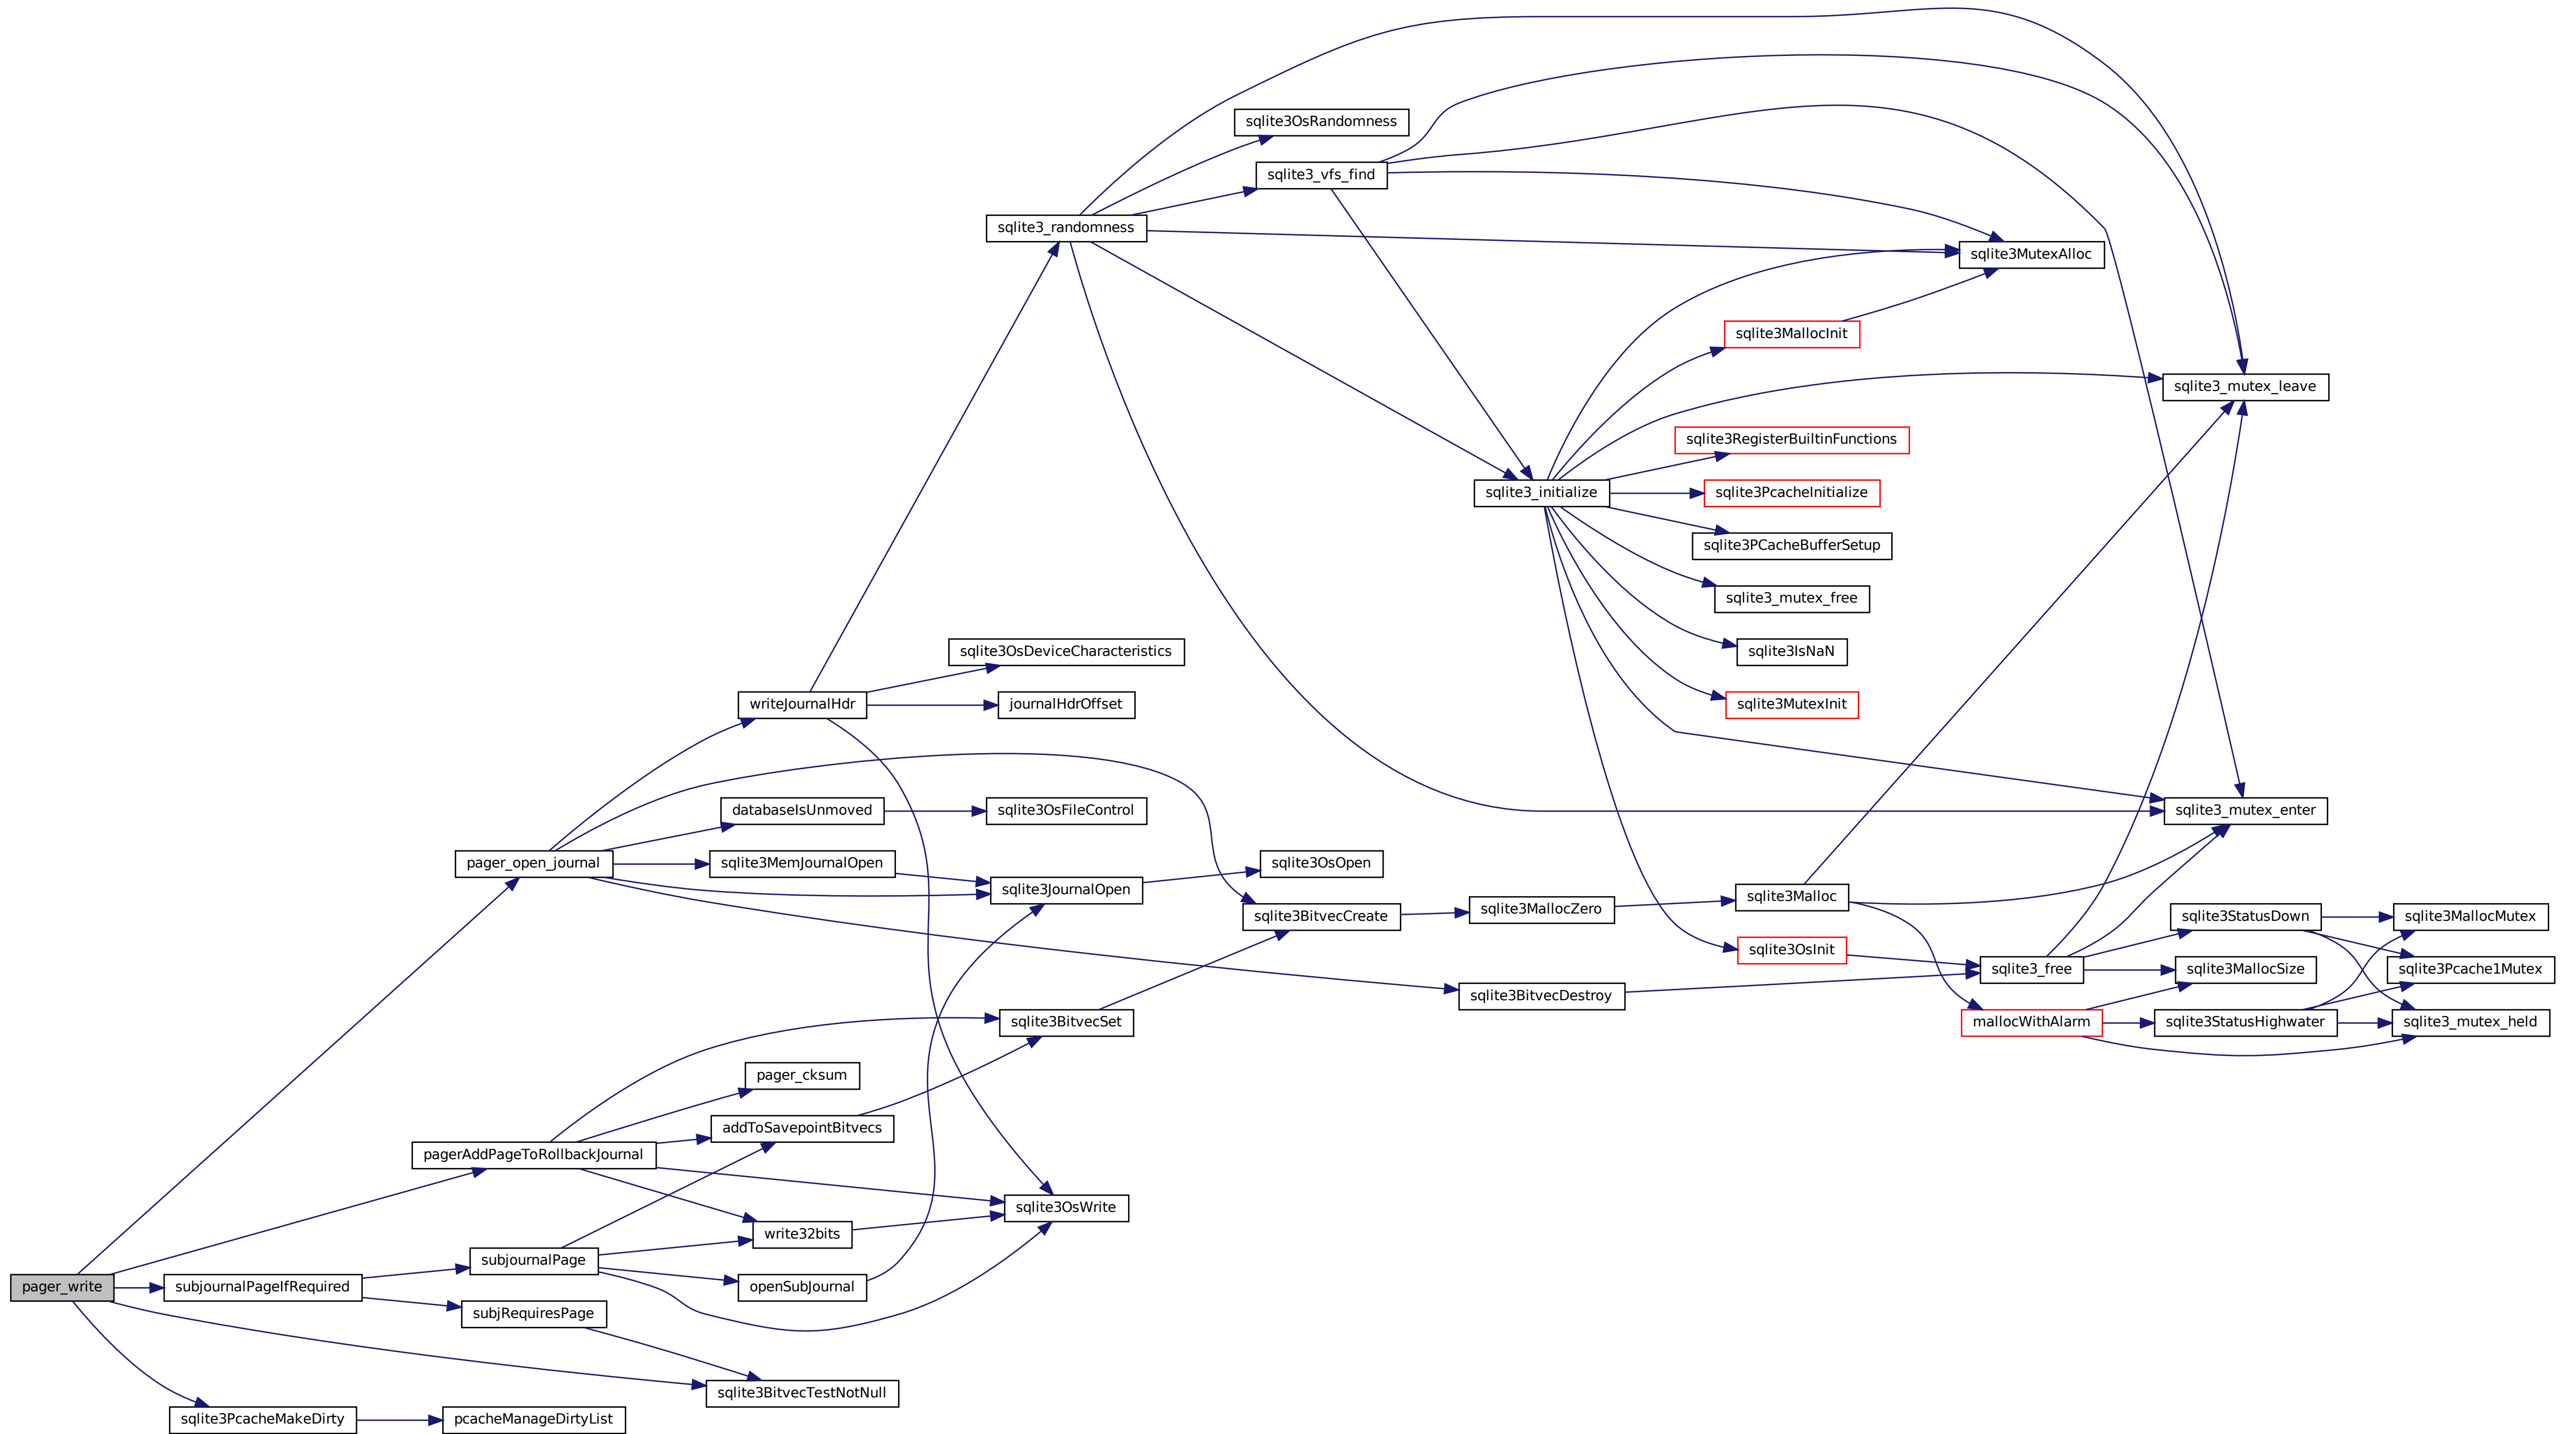 sqlite3OsRandomness
sqlite3_vfs_find
sqlite3_randomness
sqlite3MutexAlloc
sqlite3MallocInit
sqlite3_mutex_leave
sqlite3RegisterBuiltinFunctions
sqlite3_initialize
sqlite3PcacheInitialize
sqlite3PCacheBufferSetup
sqlite3_mutex_free
sqlite3OsDeviceCharacteristics
sqlite3IsNaN
writeJournalHdr
journalHdrOffset
sqlite3MutexInit
databaseIsUnmoved
sqlite3OsFileControl
sqlite3_mutex_enter
pager_open_journal
sqlite3MemJournalOpen
sqlite3OsOpen
sqlite3JournalOpen
sqlite3Malloc
sqlite3MallocZero
sqlite3BitvecCreate
sqlite3StatusDown
sqlite3MallocMutex
sqlite3OsInit
sqlite3_free
sqlite3MallocSize
sqlite3Pcache1Mutex
sqlite3BitvecDestroy
sqlite3BitvecSet
mallocWithAlarm
sqlite3StatusHighwater
sqlite3_mutex_held
pager_cksum
addToSavepointBitvecs
pagerAddPageToRollbackJournal
sqlite3OsWrite
write32bits
subjournalPage
pager_write
subjournalPageIfRequired
openSubJournal
subjRequiresPage
sqlite3BitvecTestNotNull
sqlite3PcacheMakeDirty
pcacheManageDirtyList